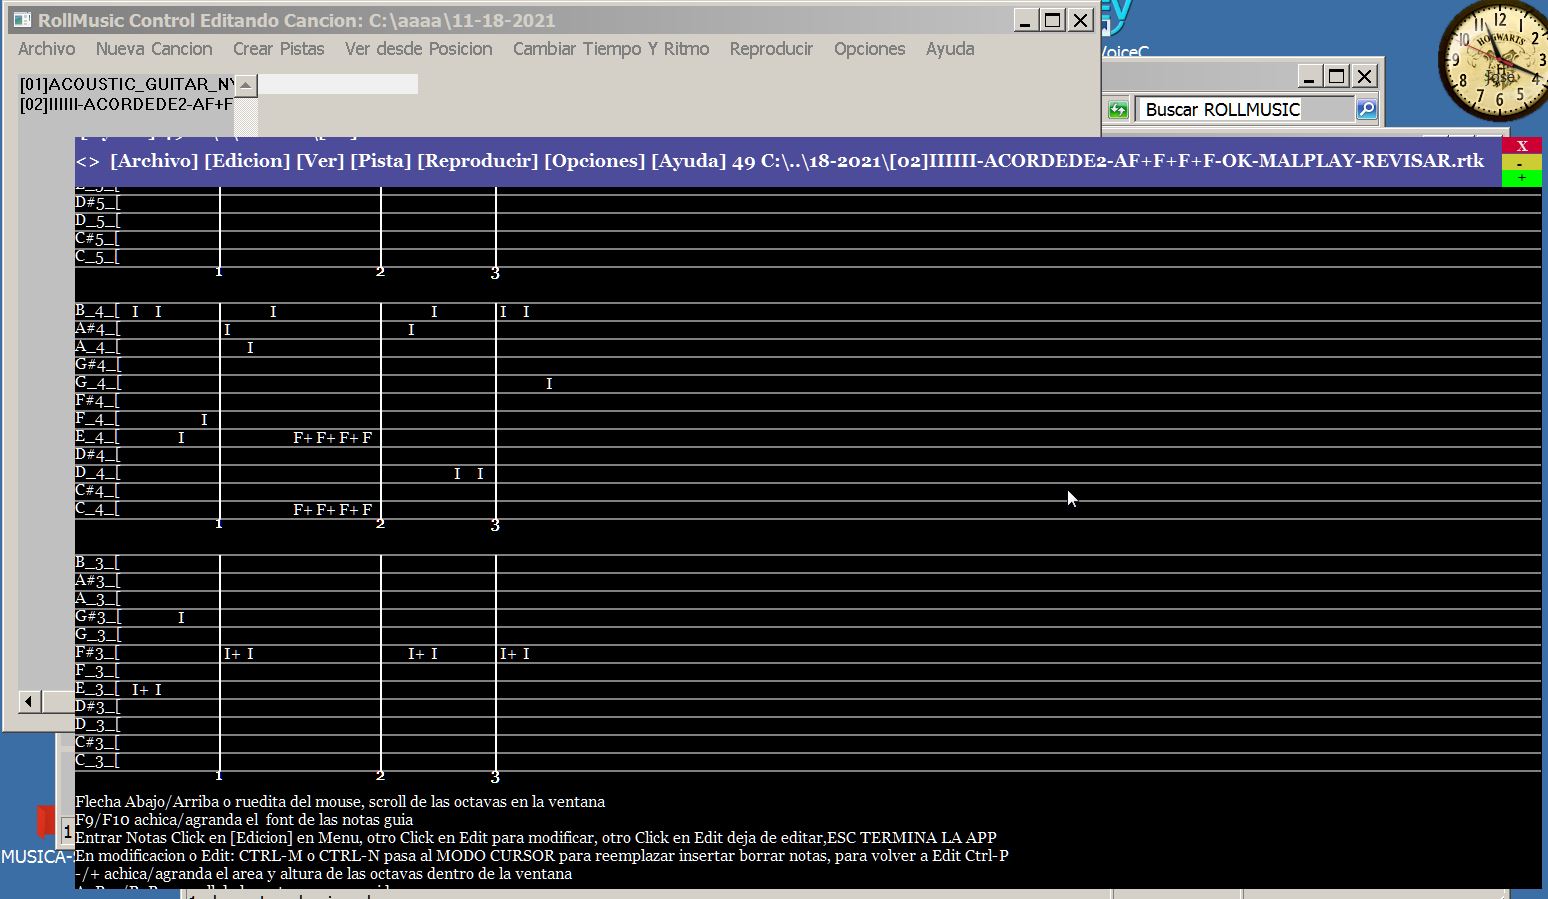 RollMusic Control Editando Cancion: C:\aaaa\11-18-2021
Archivo Nueva Cancion Crear Pistas Ver desde Posicion Cambiar Tiempo Y Ritmo Reproducir Opciones Ayuda
VoiceC
[01]ACOUSTIC_GUITAR_NY
[02]IIIIII-ACORDEDE2-AF+F
Buscar ROLLMUSIC
HOGWARTS
Jose
<> [Archivo] [Edicion] [Ver] [Pista] [Reproducir] [Opciones] [Ayuda] 49 C:\..\18-2021\[02]IIIIII-ACORDEDE2-AF+F+F+F-OK-MALPLAY-REVISAR.rtk
X
-
+
D#5_[
D_5_[
C#5_[
C_5_[
1 2 3
B_4_[ I I I I I I
A#4_[ I I
A_4_[ I
G#4_[
G_4_[ I
F#4_[
F_4_[ I
E_4_[ I F+ F+ F+ F
D#4_[
D_4_[ I I
C#4_[
C_4_[ F+ F+ F+ F
1 2 3
B_3_[
A#3_[
A_3_[
G#3_[ I
G_3_[
F#3_[ I+ I I+ I I+ I
F_3_[
E_3_[ I+ I
D#3_[
D_3_[
C#3_[
C_3_[
1 2 3
Flecha Abajo/Arriba o ruedita del mouse, scroll de las octavas en la ventana
F9/F10 achica/agranda el font de las notas guia
Entrar Notas Click en [Edicion] en Menu, otro Click en Edit para modificar, otro Click en Edit deja de editar,ESC TERMINA LA APP
En modificacion o Edit: CTRL-M o CTRL-N pasa al MODO CURSOR para reemplazar insertar borrar notas, para volver a Edit Ctrl-P
-/+ achica/agranda el area y altura de las octavas dentro de la ventana
MUSICA-
1